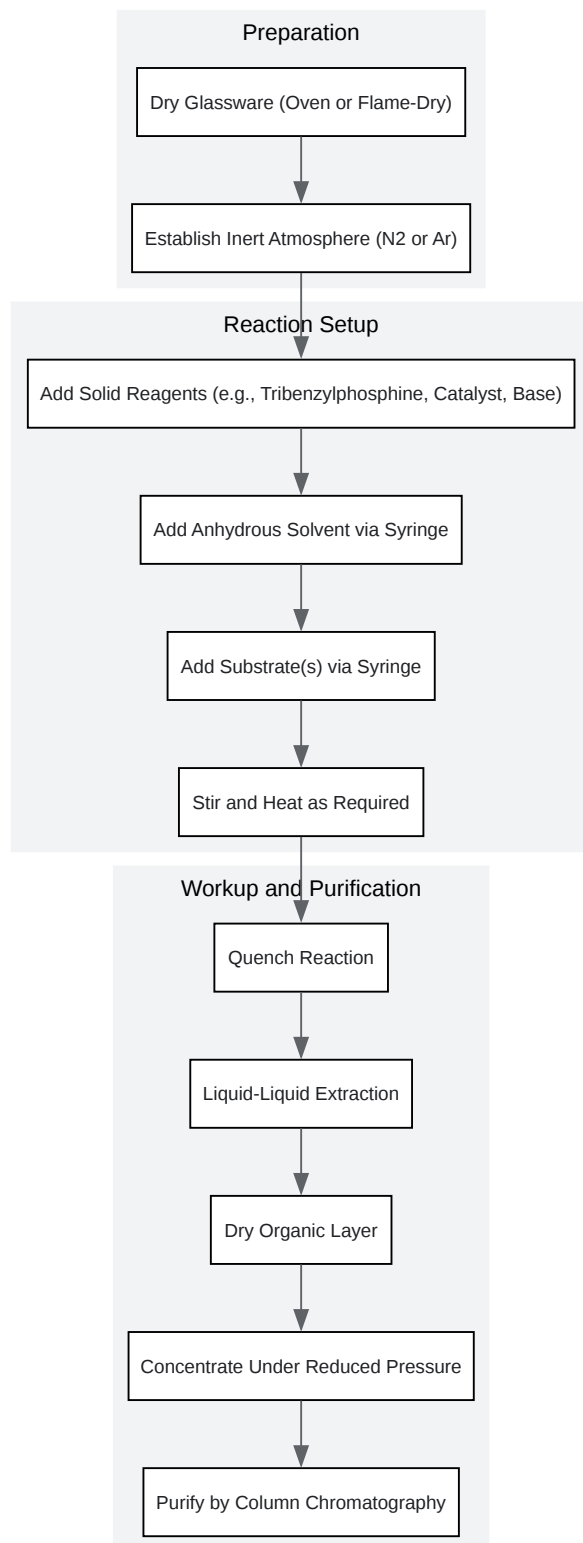 Preparation
Dry Glassware (Oven or Flame-Dry)
Establish Inert Atmosphere (N2 or Ar)
Reaction Setup
Add Solid Reagents (e.g., Tribenzylphosphine, Catalyst, Base)
Add Anhydrous Solvent via Syringe
Add Substrate(s) via Syringe
Stir and Heat as Required
Workup and Purification
Quench Reaction
Liquid-Liquid Extraction
Dry Organic Layer
Concentrate Under Reduced Pressure
Purify by Column Chromatography